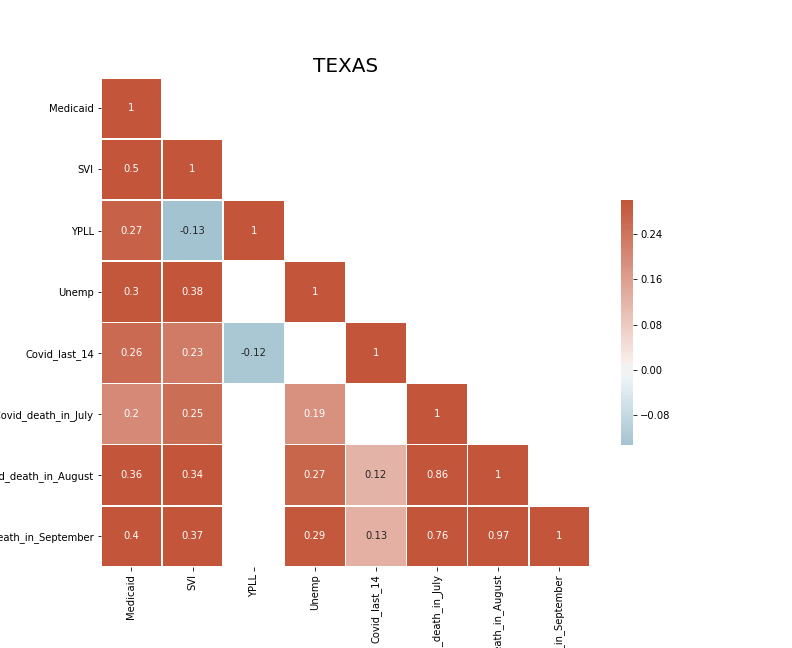 TEXAS
Medicaid 1
SVI 0.5 1
YPLL 0.27 -0.13 1
Unemp 0.3 0.38 1
Covid_last_14 0.26 0.23 -0.12 1
ovid_death_in_July 0.2 0.25 0.19 1
d_death_in_August 0.36 0.34 0.27 0.12 0.86 1
eath_in_September 0.4 0.37 0.29 0.13 0.76 0.97 1
Medicaid
SVI
YPLL
Unemp
Covid_last_14
_death_in_July
eath_in_August
_in_September
0.24
0.16
0.08
0.00
−0.08